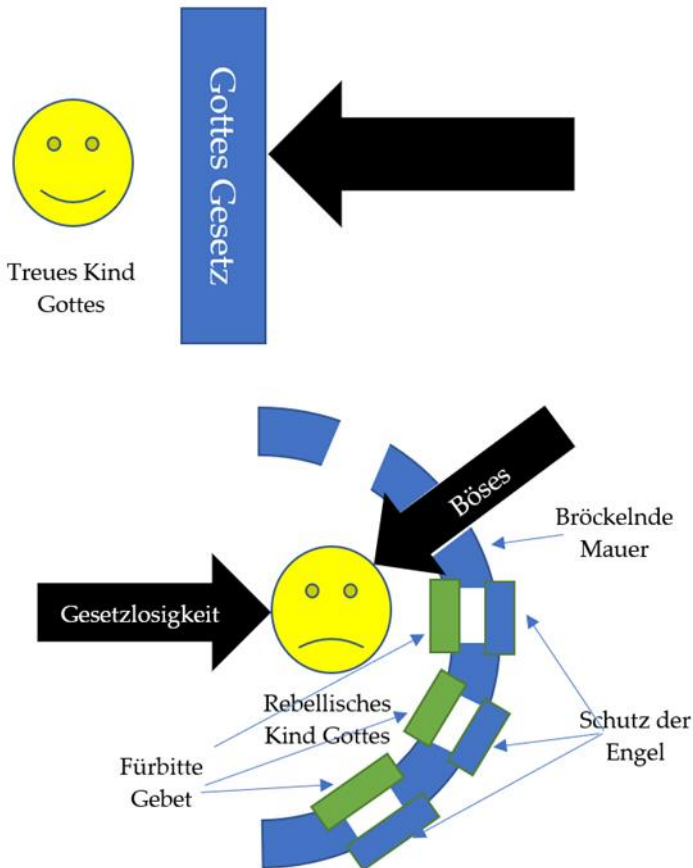 Gottes Gesetz
Treues Kind
Gottes
Böses
Bröckelnde
Mauer
Gesetzlosigkeit
Rebellisches
Kind Gottes
Schutz der
Engel
Fürbitte
Gebet